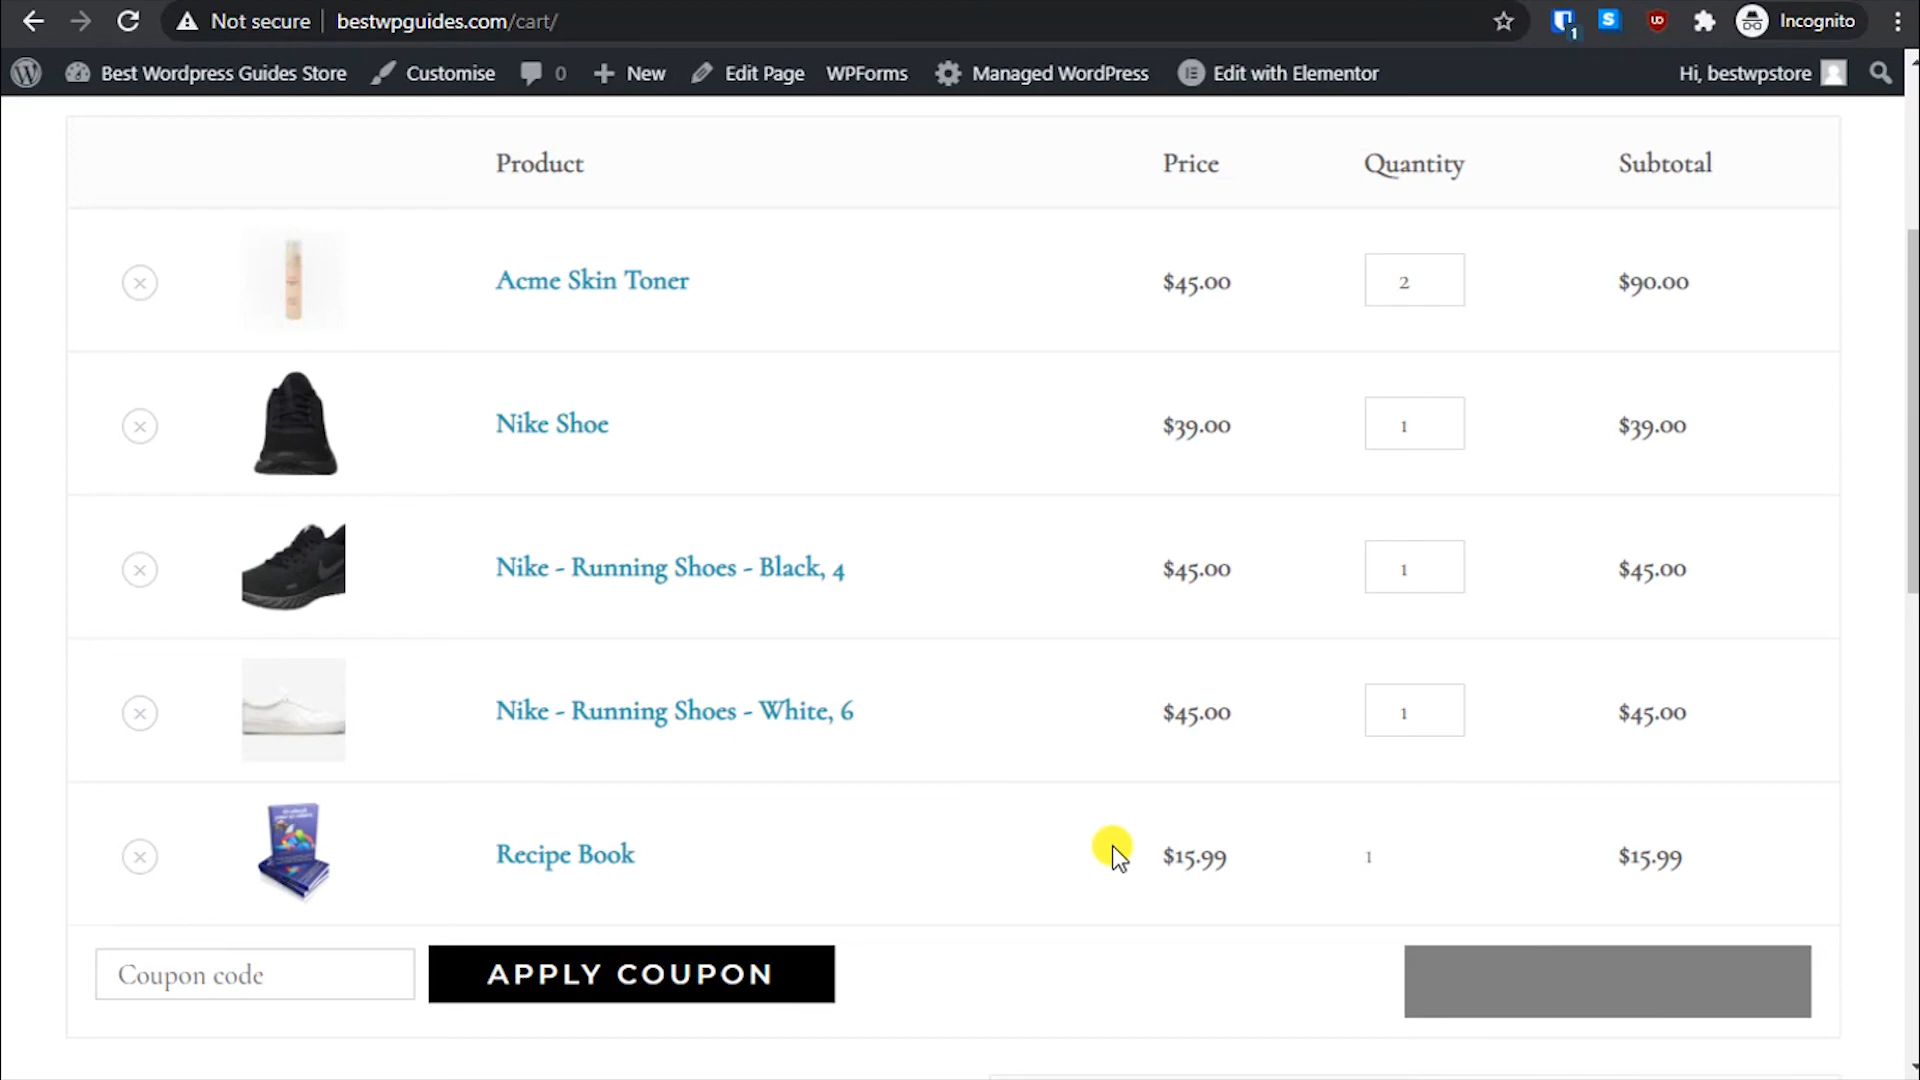 Not secure bestwpguides.com/cart/ 1 S Incognito
Best Wordpress Guides Store Customise 0 New Edit Page WPForms Managed WordPress Edit with Elementor Hi, bestwpstore
Product Price Quantity Subtotal
Acme Skin Toner $45.00 2 $90.00
Nike Shoe $39.00 1 $39.00
Nike - Running Shoes - Black, 4 $45.00 1 $45.00
Nike - Running Shoes - White, 6 $45.00 1 $45.00
Recipe Book $15.99 1 $15.99
Coupon code APPLY COUPON